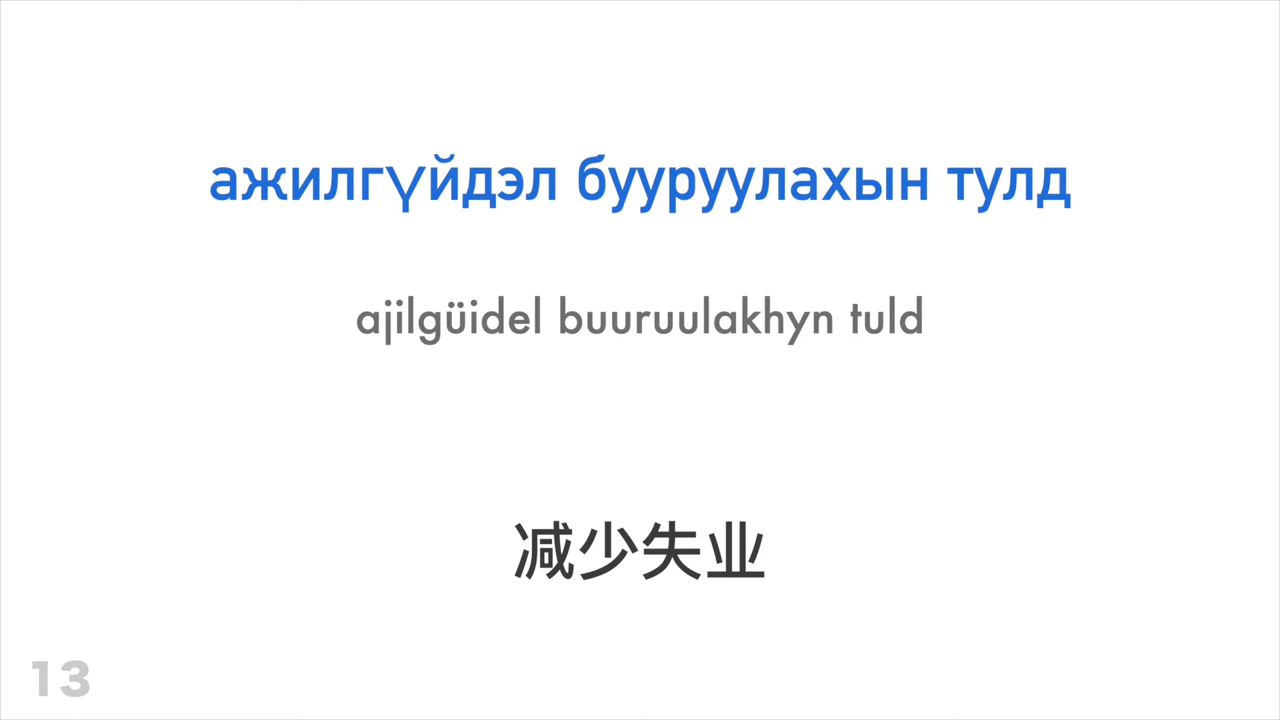 ажилгүйдэл бууруулахын тулд
ajilgüidel buuruulakhyn tuld
减少失业
13